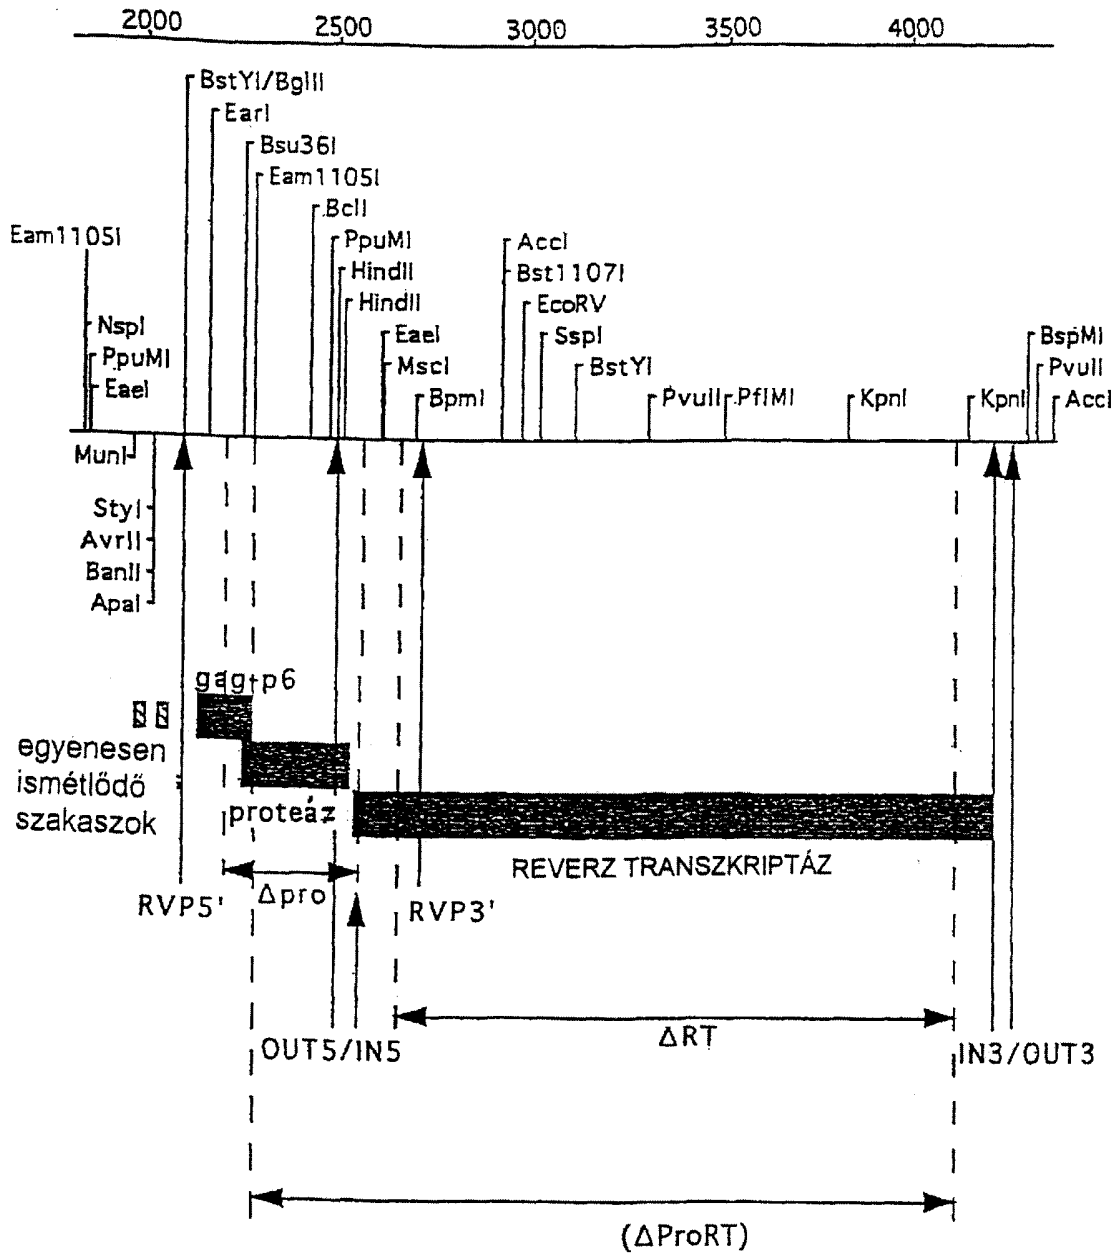 2000 2500 3000 3500 4000
BstYI/BglII
EarI
Bsu36I
Eam1105I
BclI
Eam1105I
PpuMI
AccI
HindII
Bst1107I
HindII
EcoRV
NspI
EaeI
SspI
BspMI
PpuMI
MscI
BstYI
PvuII
EaeI
BpmI
PvuII
PflMI
KpnI
KpnI
AccI
MunI
StyI
AvrII
BanII
ApaI
gag-p6
egyenesen
ismétlődő
szakaszok
proteáz
REVERZ TRANSZKRIPTÁZ
RVP5'
Δpro
RVP3'
OUT5/IN5
ΔRT
IN3/OUT3
(ΔProRT)